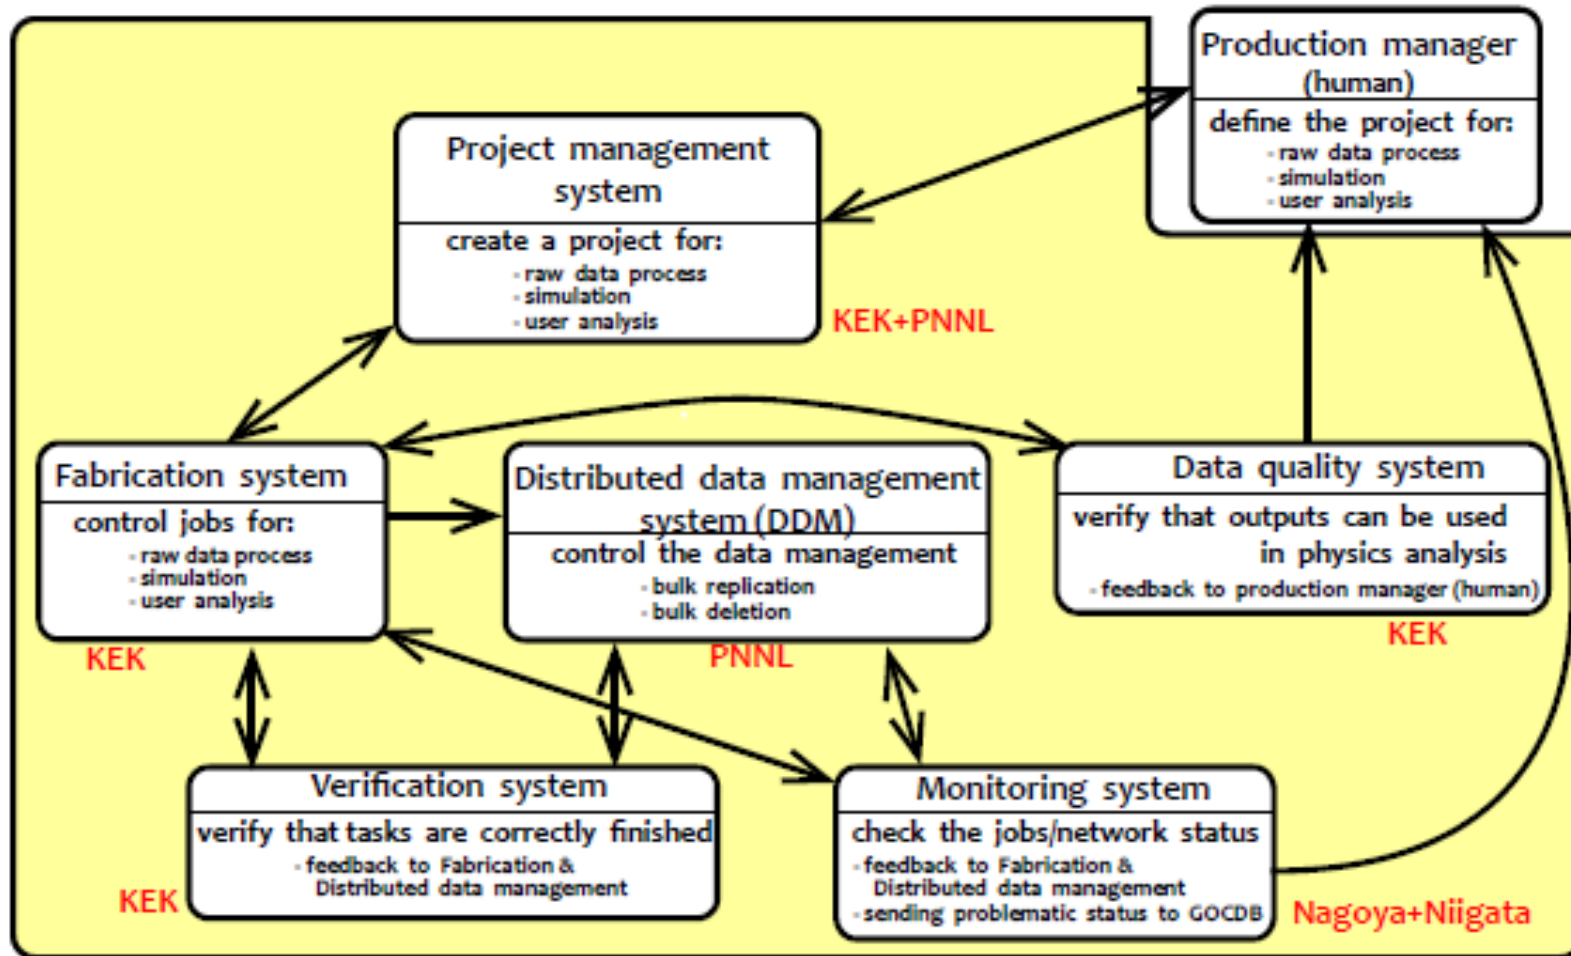 Production manager
(human)
define the project for:
- raw data process
- simulation
- user analysis
Project management
system
create a project for:
- raw data process
- simulation
- user analysis
KEK+PNNL
Fabrication system
control jobs for:
- raw data process
- simulation
- user analysis
KEK
Distributed data management
system (DDM)
control the data management
- bulk replication
- bulk deletion
PNNL
Data quality system
verify that outputs can be used
in physics analysis
- feedback to production manager (human)
KEK
Verification system
verify that tasks are correctly finished
- feedback to Fabrication &
Distributed data management
KEK
Monitoring system
check the jobs/network status
- feedback to Fabrication &
Distributed data management
- sending problematic status to GOCDB
Nagoya+Niigata